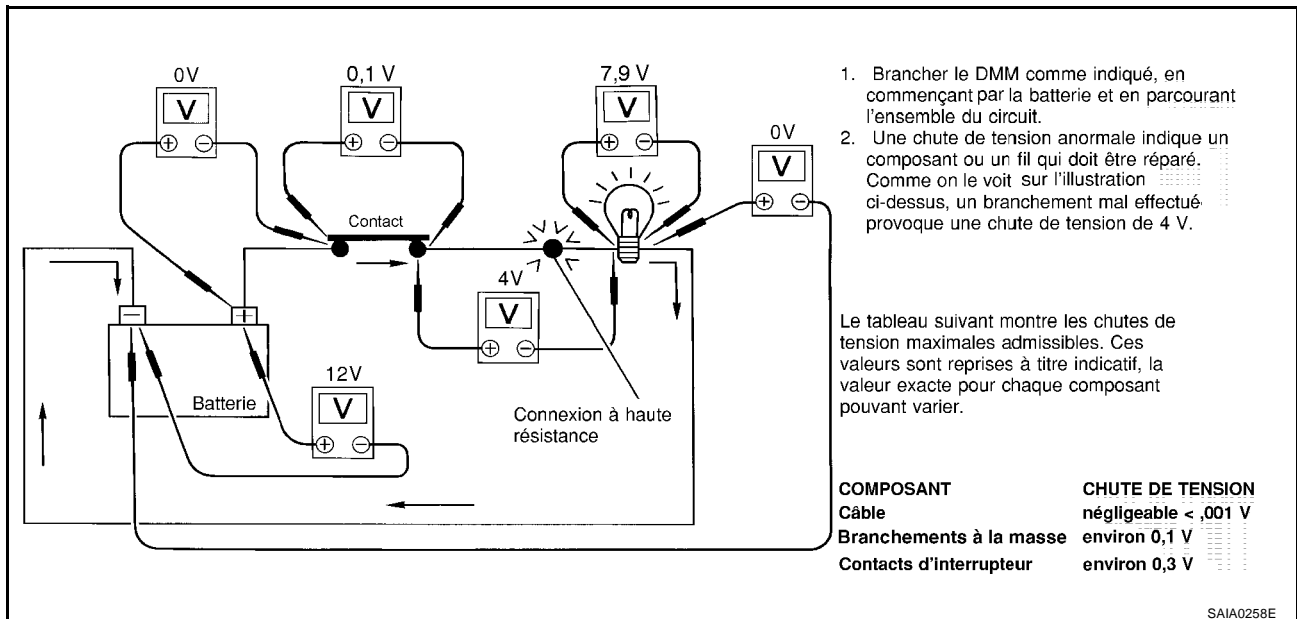 0V
0,1 V
7,9 V
0V
V
V
V
V
Contact
4V
V
12V
V
Batterie
Connexion à haute
résistance
1. Brancher le DMM comme indiqué, en
commençant par la batterie et en parcourant
l'ensemble du circuit.
2. Une chute de tension anormale indique un
composant ou un fil qui doit être réparé.
Comme on le voit sur l'illustration
ci-dessus, un branchement mal effectué
provoque une chute de tension de 4 V.
Le tableau suivant montre les chutes de
tension maximales admissibles. Ces
valeurs sont reprises à titre indicatif, la
valeur exacte pour chaque composant
pouvant varier.
COMPOSANT CHUTE DE TENSION
Câble négligeable < ,001 V
Branchements à la masse environ 0,1 V
Contacts d'interrupteur environ 0,3 V
SAIA0258E